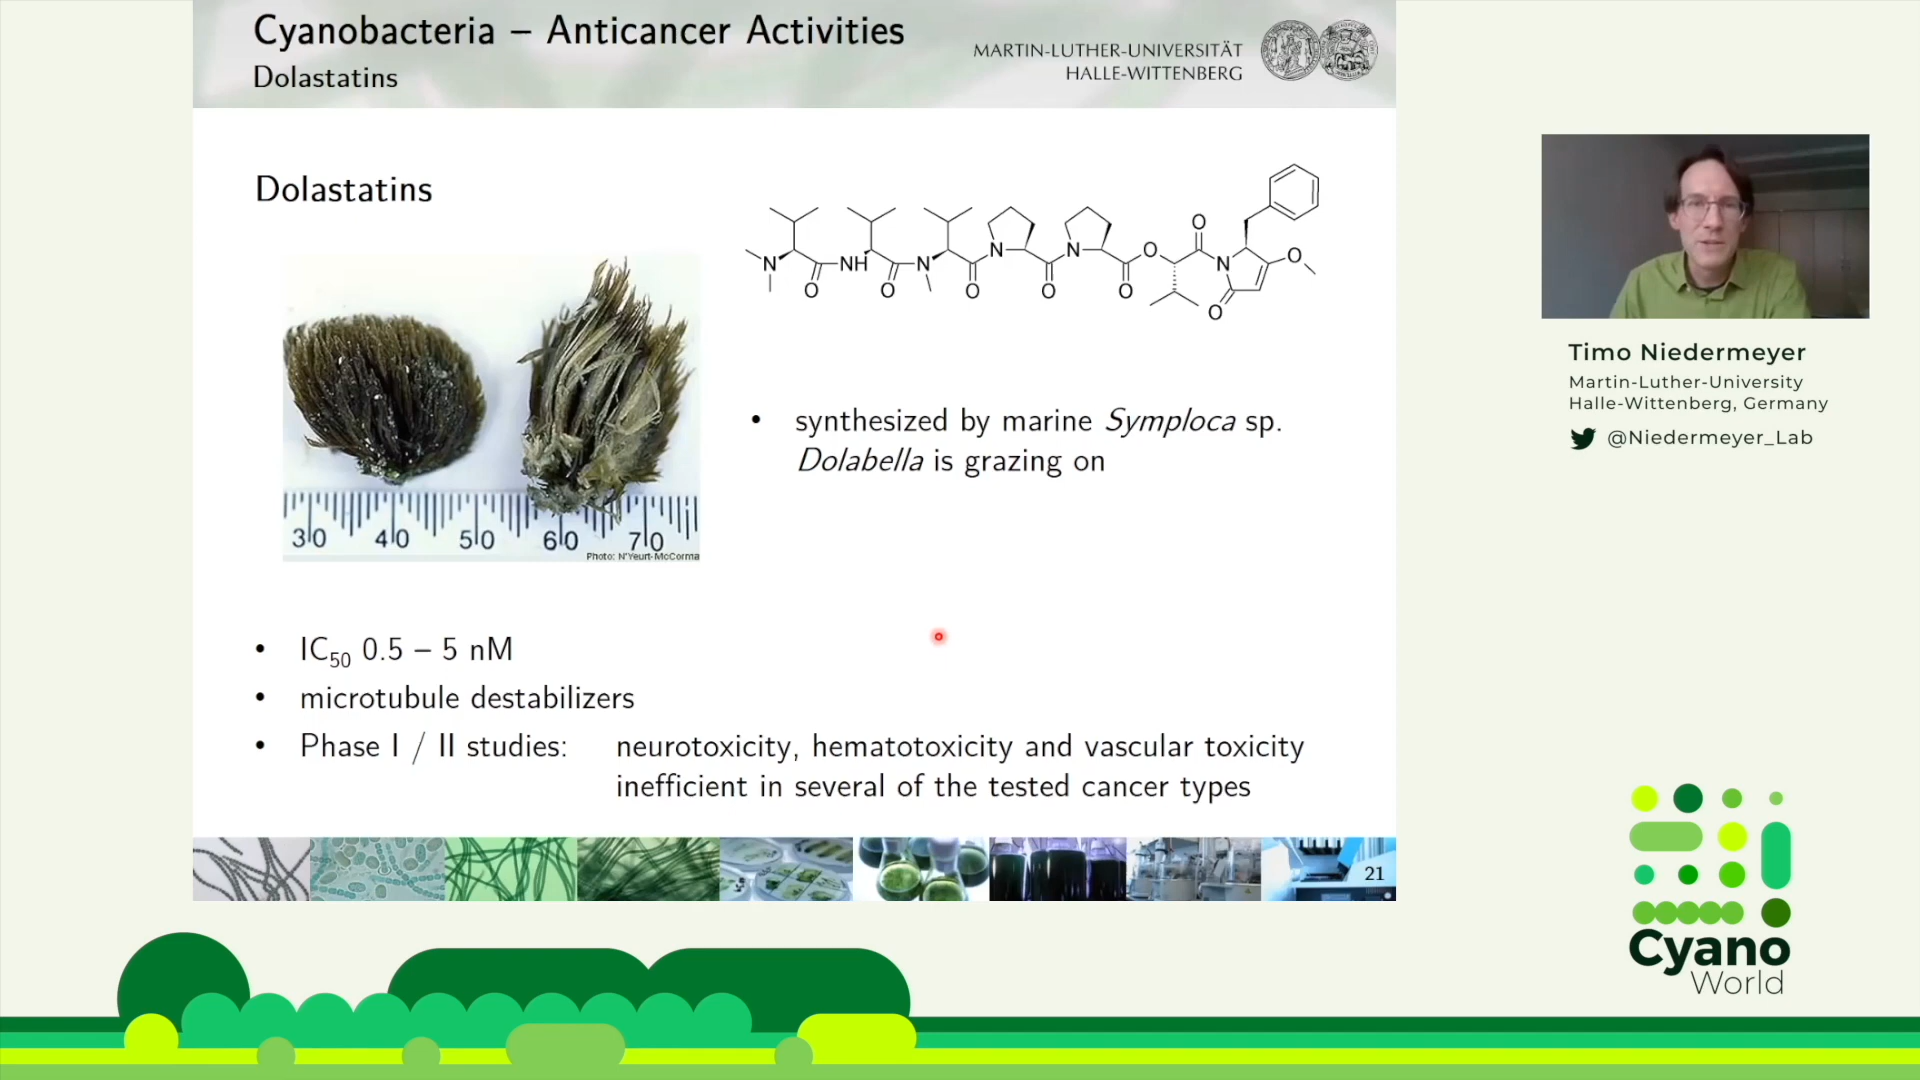 Cyanobacteria – Anticancer Activities
Dolastatins
MARTIN-LUTHER-UNIVERSITÄT
HALLE-WITTENBERG
Dolastatins
O
O
N
N
N
O
O
N
NH
N
O
O
O
O
O
O
O
30 40 50 60 70
Photo: N'Yeurt-McCorma
• synthesized by marine Symploca sp.
Dolabella is grazing on
• IC50 0.5 – 5 nM
• microtubule destabilizers
• Phase I / II studies: neurotoxicity, hematotoxicity and vascular toxicity
inefficient in several of the tested cancer types
21
Timo Niedermeyer
Martin-Luther-University
Halle-Wittenberg, Germany
@Niedermeyer_Lab
Cyano
World